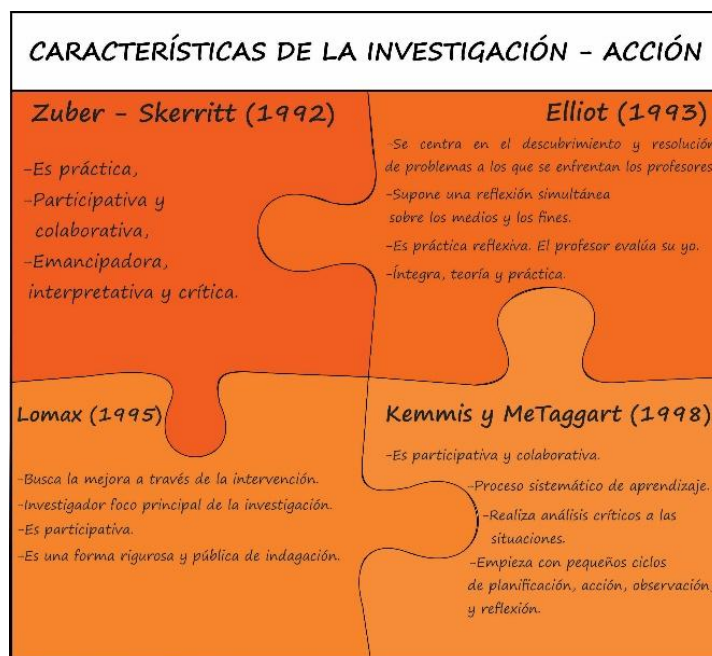 CARACTERÍSTICAS DE LA INVESTIGACIÓN - ACCIÓN
Zuber - Skerritt (1992)
-Es práctica,
-Participativa y
colaborativa,
-Emancipadora,
interpretativa y crítica.
Elliot (1993)
-Se centra en el descubrimiento y resolución
de problemas a los que se enfrentan los profesores
-Supone una reflexión simultánea
sobre los medios y los fines.
-Es práctica reflexiva. El profesor evalúa su yo.
-Íntegra, teoría y práctica.
Lomax (1995)
-Busca la mejora a través de la intervención.
-Investigador foco principal de la investigación.
-Es participativa.
-Es una forma rigurosa y pública de indagación.
Kemmis y MeTaggart (1998)
-Es participativa y colaborativa.
-Proceso sistemático de aprendizaje.
-Realiza análisis críticos a las
situaciones.
-Empieza con pequeños ciclos
de planificación, acción, observación,
y reflexión.